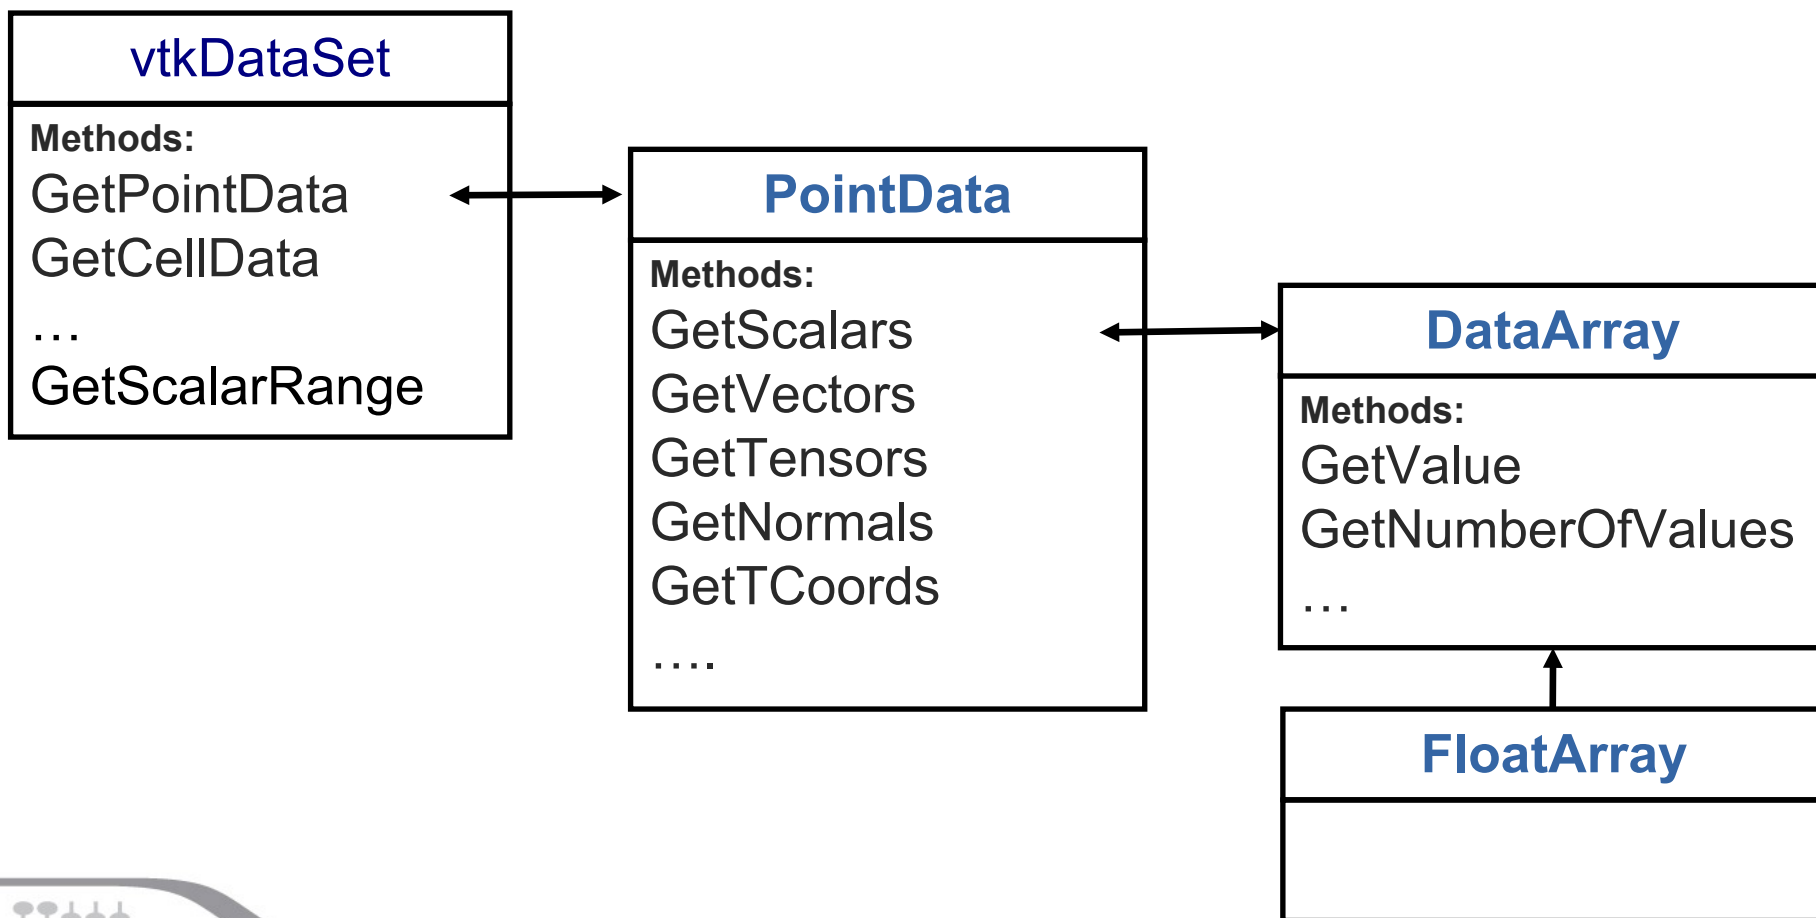 vtkDataSet
Methods:
GetPointData
GetCellData
…
GetScalarRange
PointData
Methods:
GetScalars
GetVectors
GetTensors
GetNormals
GetTCoords
….
DataArray
Methods:
GetValue
GetNumberOfValues
…
FloatArray